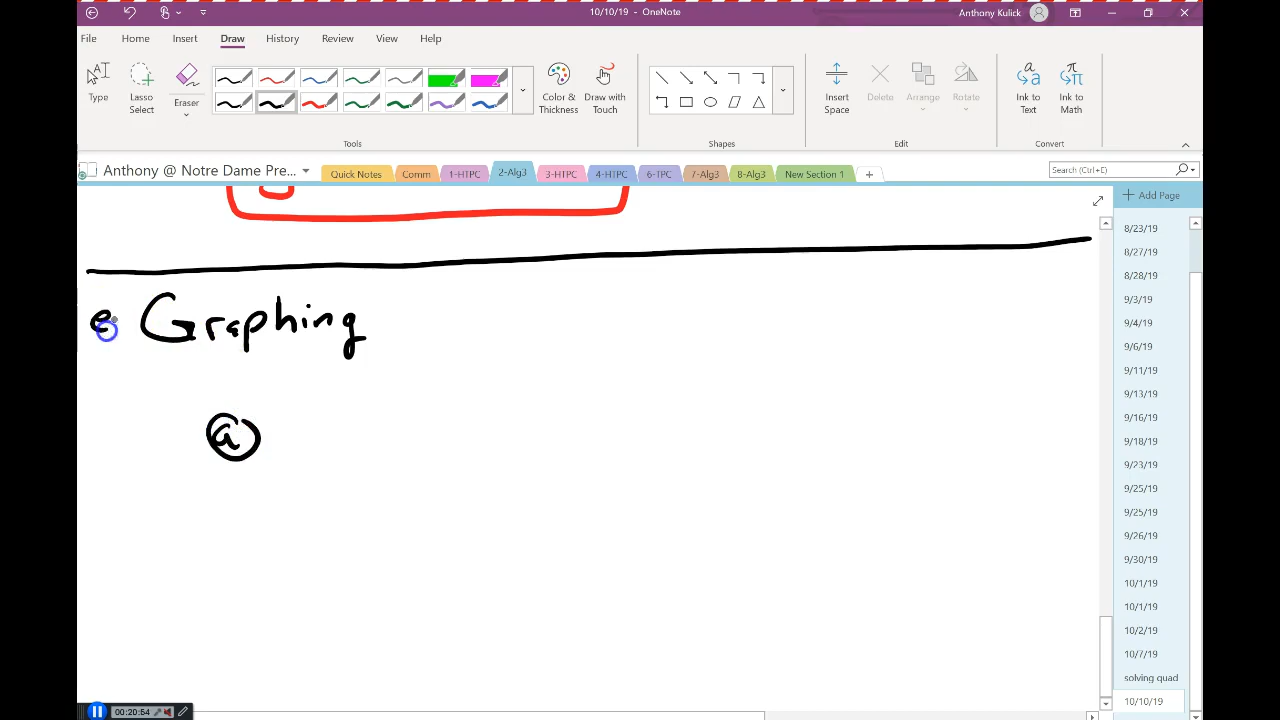 10/10/19 - OneNote
Anthony Kulick
File Home Insert Draw History Review View Help
Type
Lasso Select
Eraser
Color & Thickness
Draw with Touch
Insert Space
Delete
Arrange
Rotate
Ink to Text
Ink to Math
Tools
Shapes
Edit
Convert
Anthony @ Notre Dame Pre...
Quick Notes Comm 1-HTPC 2-Alg3 3-HTPC 4-HTPC 6-TPC 7-Alg3 8-Alg3 New Section 1
Search (Ctrl+E)
Add Page
8/23/19
8/27/19
8/28/19
9/3/19
9/4/19
9/6/19
9/11/19
9/13/19
9/16/19
9/18/19
9/23/19
9/25/19
9/25/19
9/26/19
9/30/19
10/1/19
10/1/19
10/2/19
10/7/19
solving quad
10/10/19
e Graphing
a
00:20:54